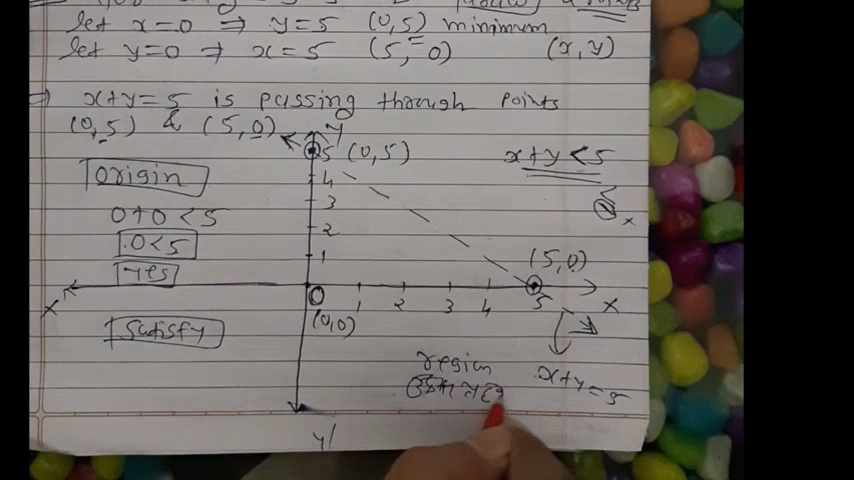 let x=0 ⇒ y=5 (0,5) minimum
let y=0 ⇒ x=5 (5,0) (x,y)
⇒ x+y=5 is passing through points
(0,5) & (5,0)
y
5 (0,5)
x+y<5
origin
4
3
0+0<5
2
0<5
1
(5,0)
Yes
X' O 1 2 3 4 5 X
(0,0)
Satisfy
region
x+y=5
y'